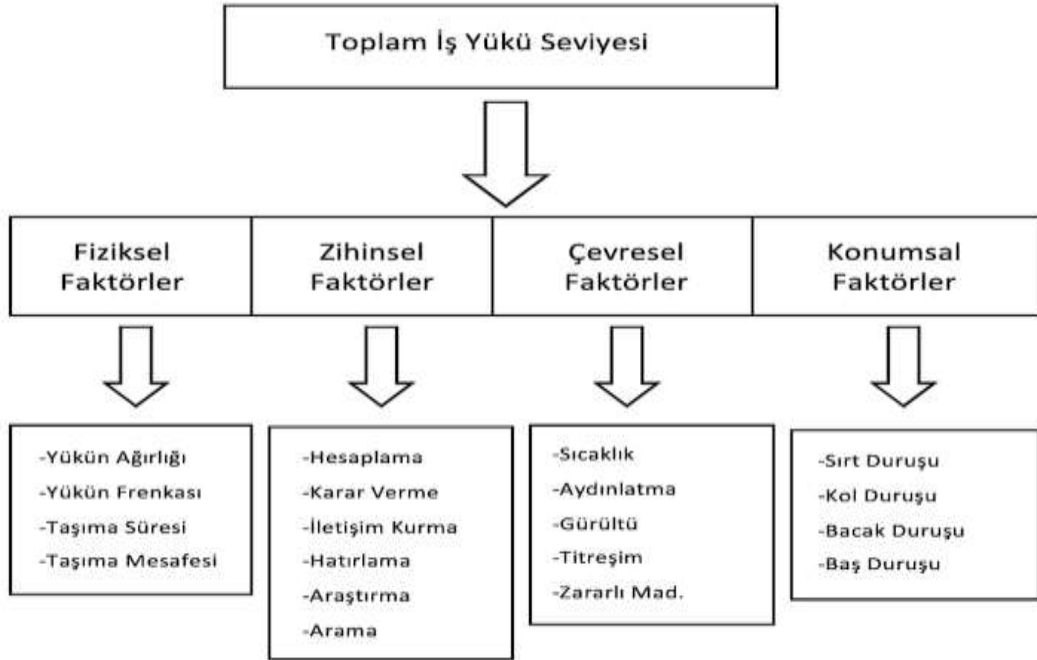 Toplam İş Yükü Seviyesi
Fiziksel
Faktörler
Zihinsel
Faktörler
Çevresel
Faktörler
Konumsal
Faktörler
-Yükün Ağırlığı
-Yükün Frenkası
-Taşıma Süresi
-Taşıma Mesafesi
-Hesaplama
-Karar Verme
-İletişim Kurma
-Hatırlama
-Araştırma
-Arama
-Sıcaklık
-Aydınlatma
-Gürültü
-Titreşim
-Zararlı Mad.
-Sırt Duruşu
-Kol Duruşu
-Bacak Duruşu
-Baş Duruşu